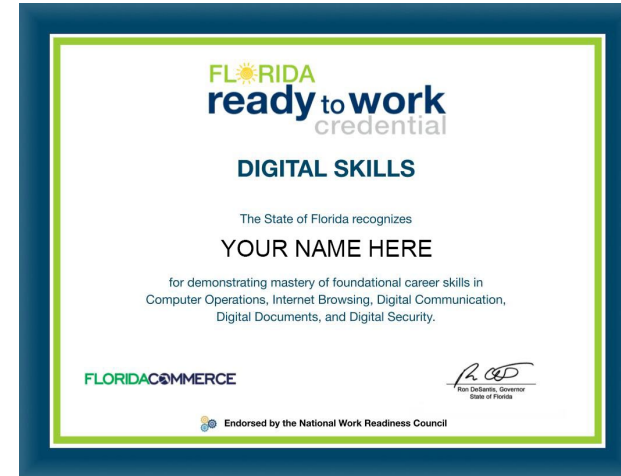 FLORIDA
ready to work
credential
DIGITAL SKILLS
The State of Florida recognizes
YOUR NAME HERE
for demonstrating mastery of foundational career skills in
Computer Operations, Internet Browsing, Digital Communication,
Digital Documents, and Digital Security.
FLORIDACOMMERCE
Ron DeSantis, Governor
State of Florida
Endorsed by the National Work Readiness Council